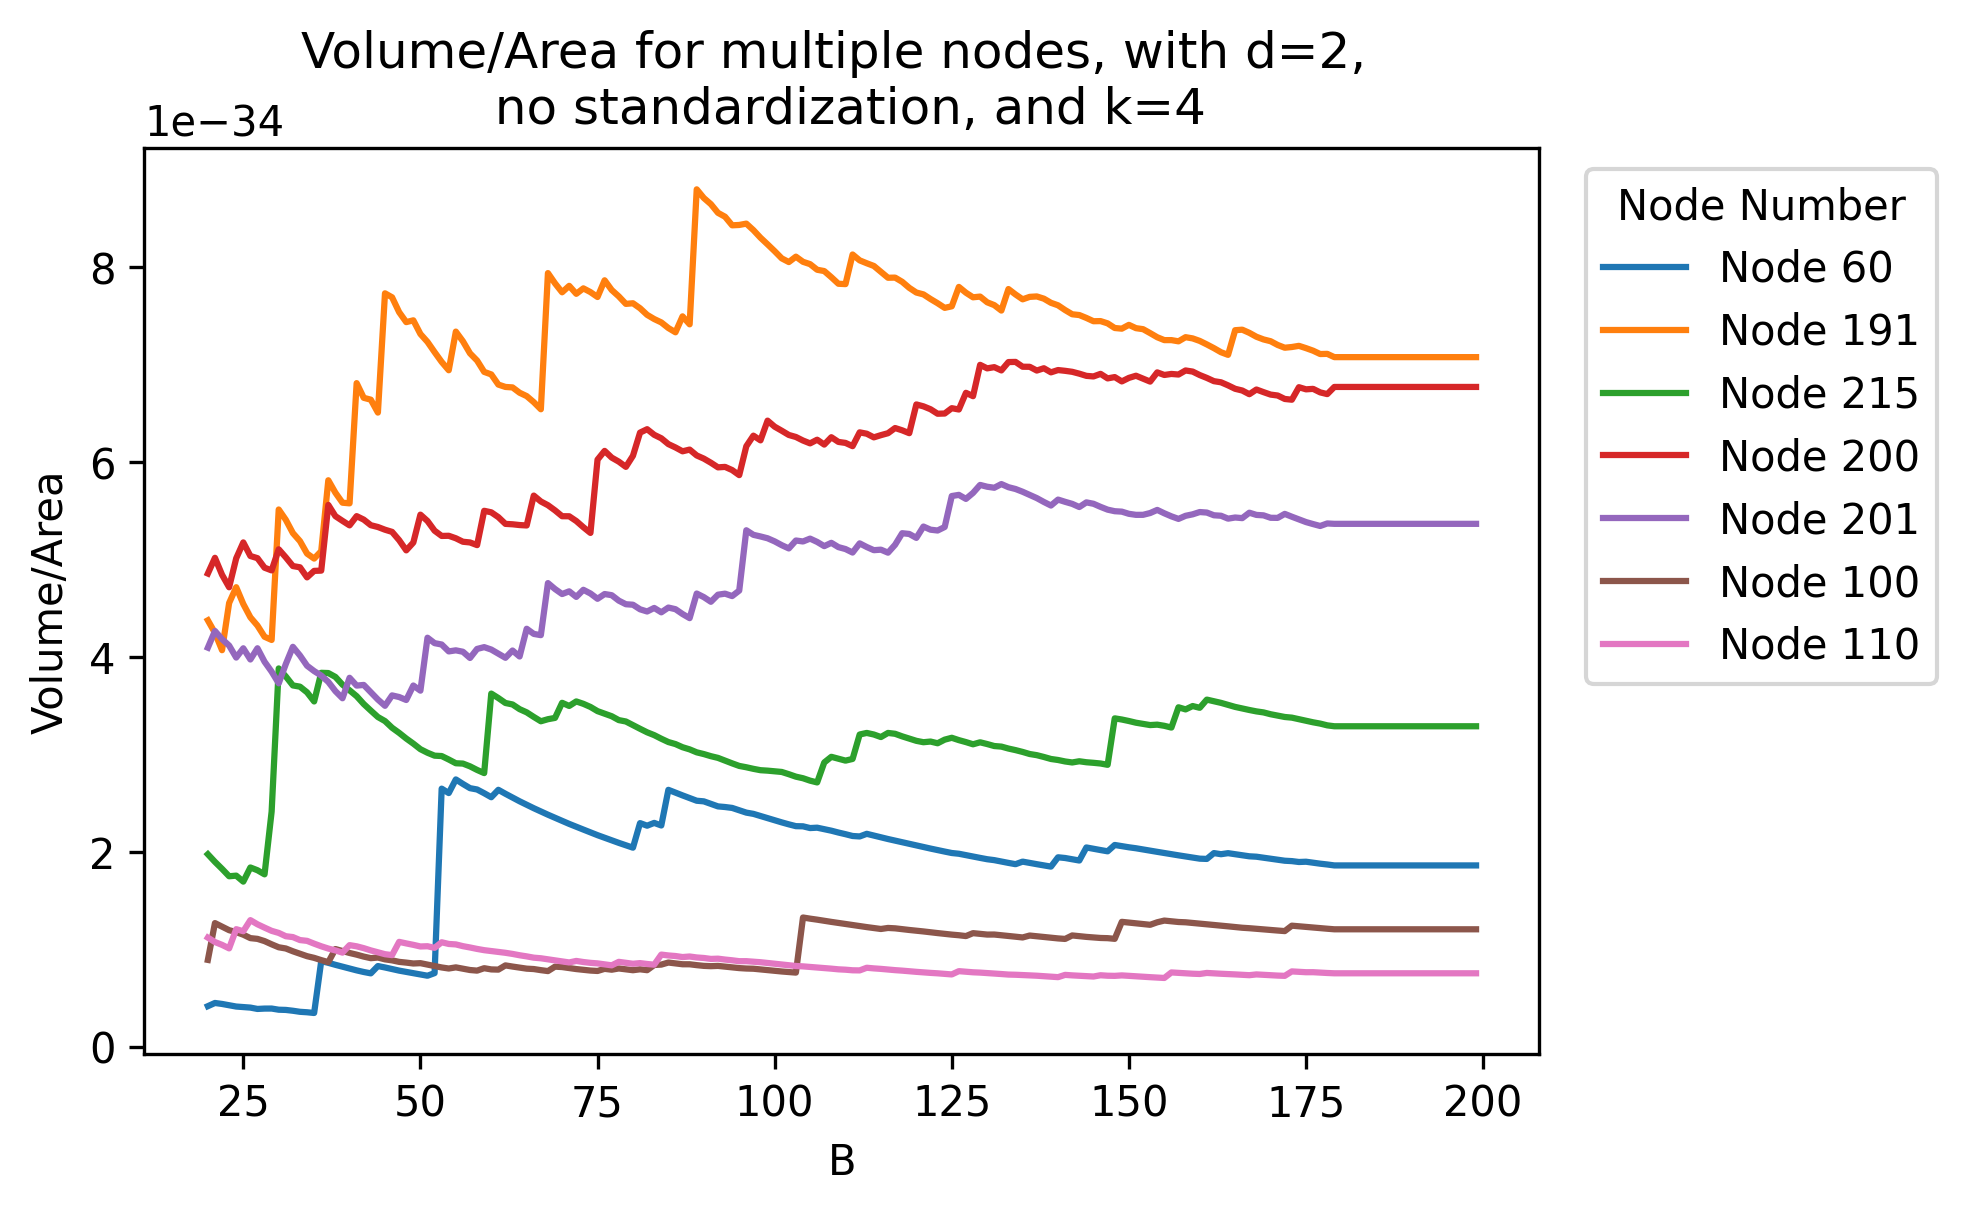 Volume/Area for multiple nodes, with d=2,
no standardization, and k=4
1e−34
8
6
4
2
0
Volume/Area
25 50 75 100 125 150 175 200
B
Node Number
Node 60
Node 191
Node 215
Node 200
Node 201
Node 100
Node 110